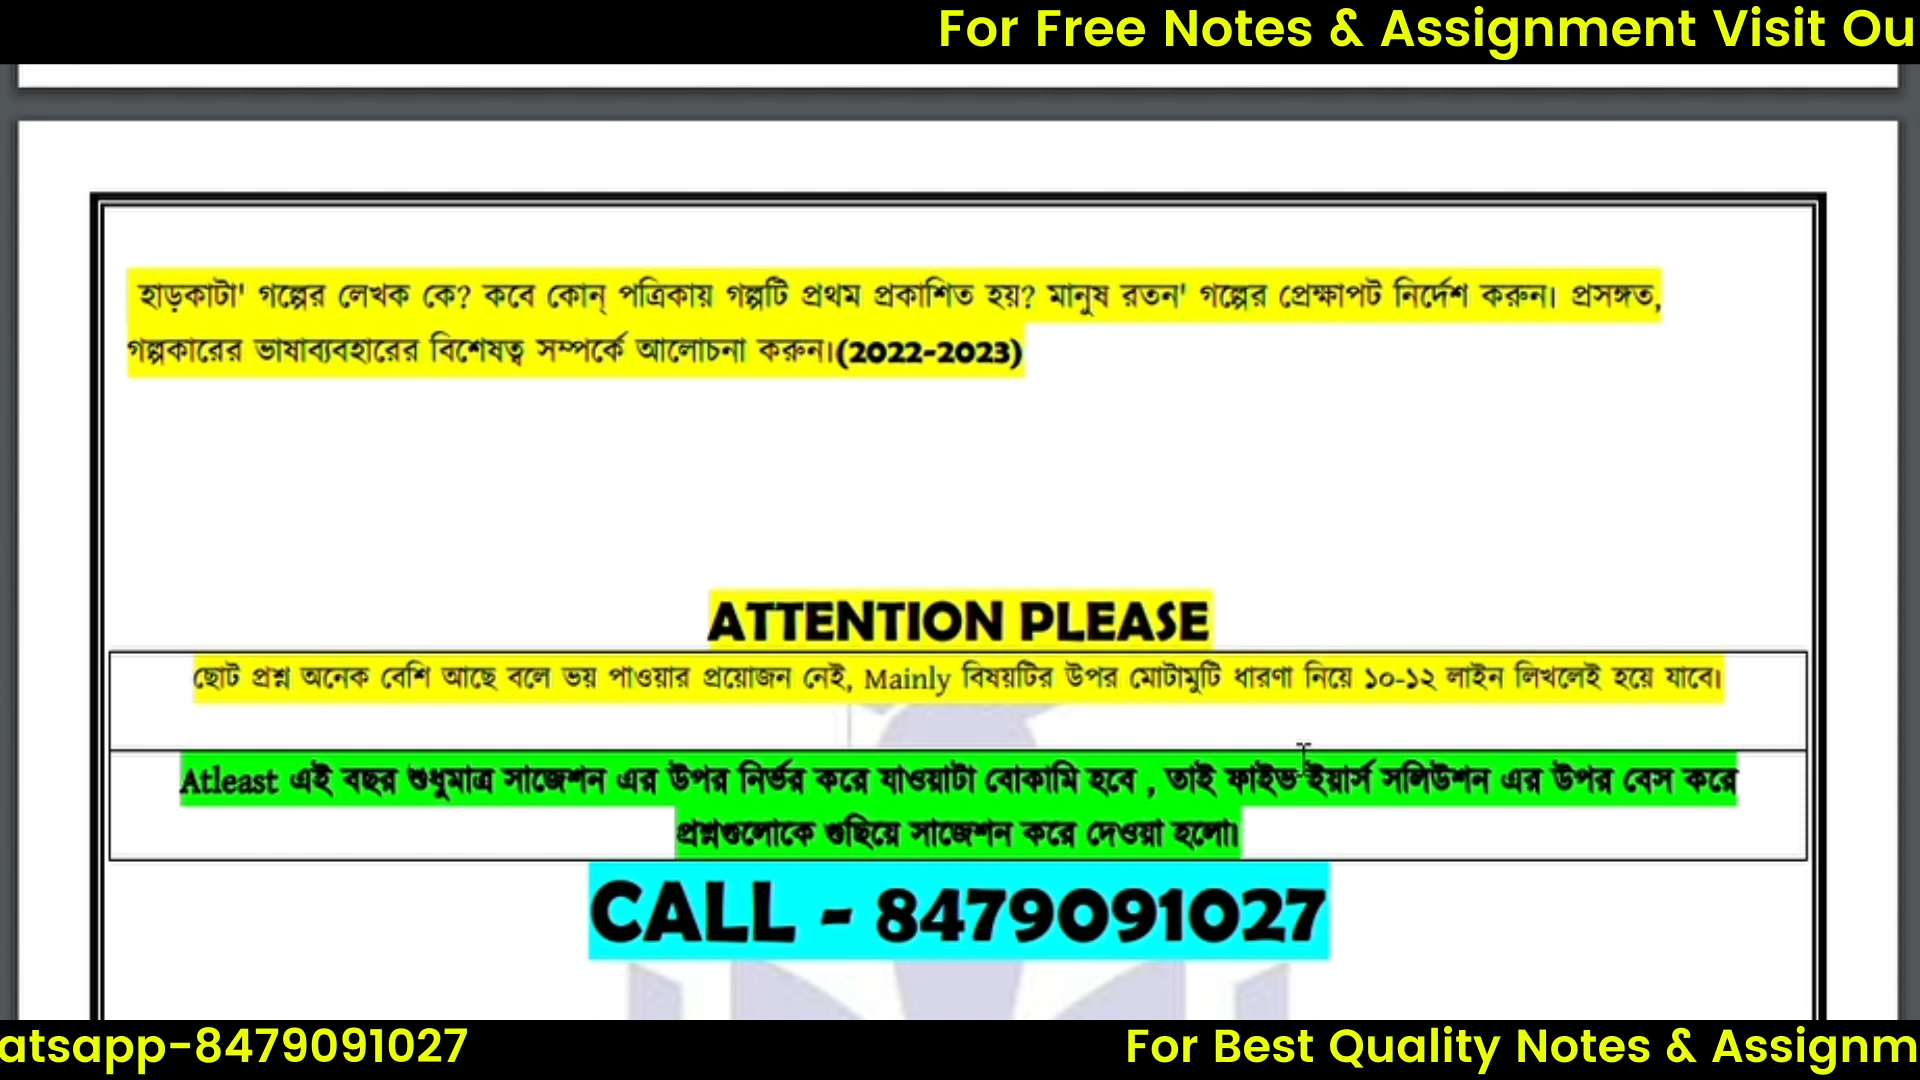 For Free Notes & Assignment Visit Ou
হাড়কাটা' গল্পের লেখক কে? কবে কোন্ পত্রিকায় গল্পটি প্রথম প্রকাশিত হয়? মানুষ রতন' গল্পের প্রেক্ষাপট নির্দেশ করুন। প্রসঙ্গত,
গল্পকারের ভাষাব্যবহারের বিশেষত্ব সম্পর্কে আলোচনা করুন।(2022-2023)
ATTENTION PLEASE
ছোট প্রশ্ন অনেক বেশি আছে বলে ভয় পাওয়ার প্রয়োজন নেই, Mainly বিষয়টির উপর মোটামুটি ধারণা নিয়ে ১০-১২ লাইন লিখলেই হয়ে যাবে।
Atleast এই বছর শুধুমাত্র সাজেশন এর উপর নির্ভর করে যাওয়াটা বোকামি হবে , তাই ফাইভ ইয়ার্স সলিউশন এর উপর বেস করে
প্রশ্নগুলোকে গুছিয়ে সাজেশন করে দেওয়া হলো।
CALL - 8479091027
atsapp-8479091027
For Best Quality Notes & Assignm